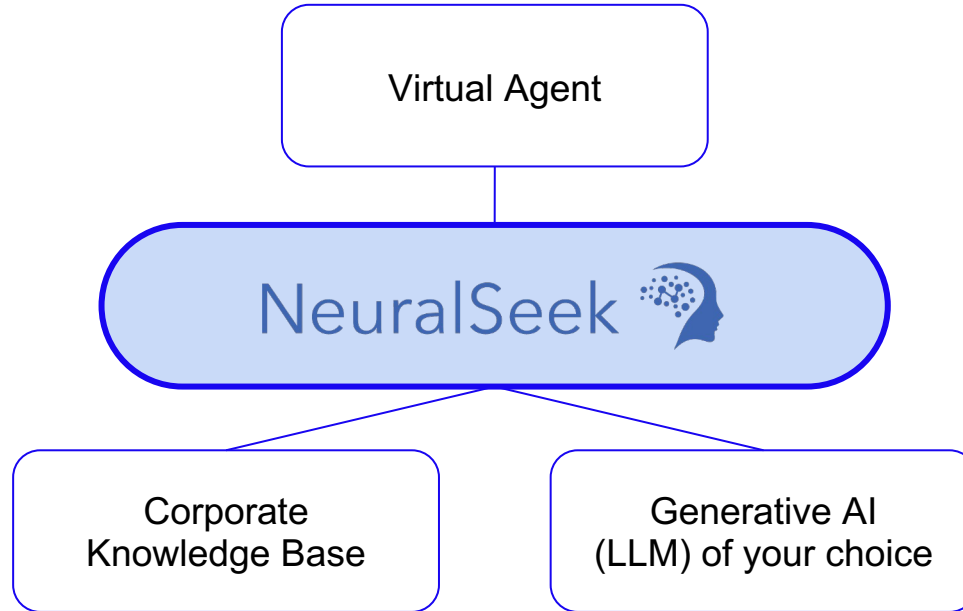 Virtual Agent
NeuralSeek
Corporate
Knowledge Base
Generative AI
(LLM) of your choice